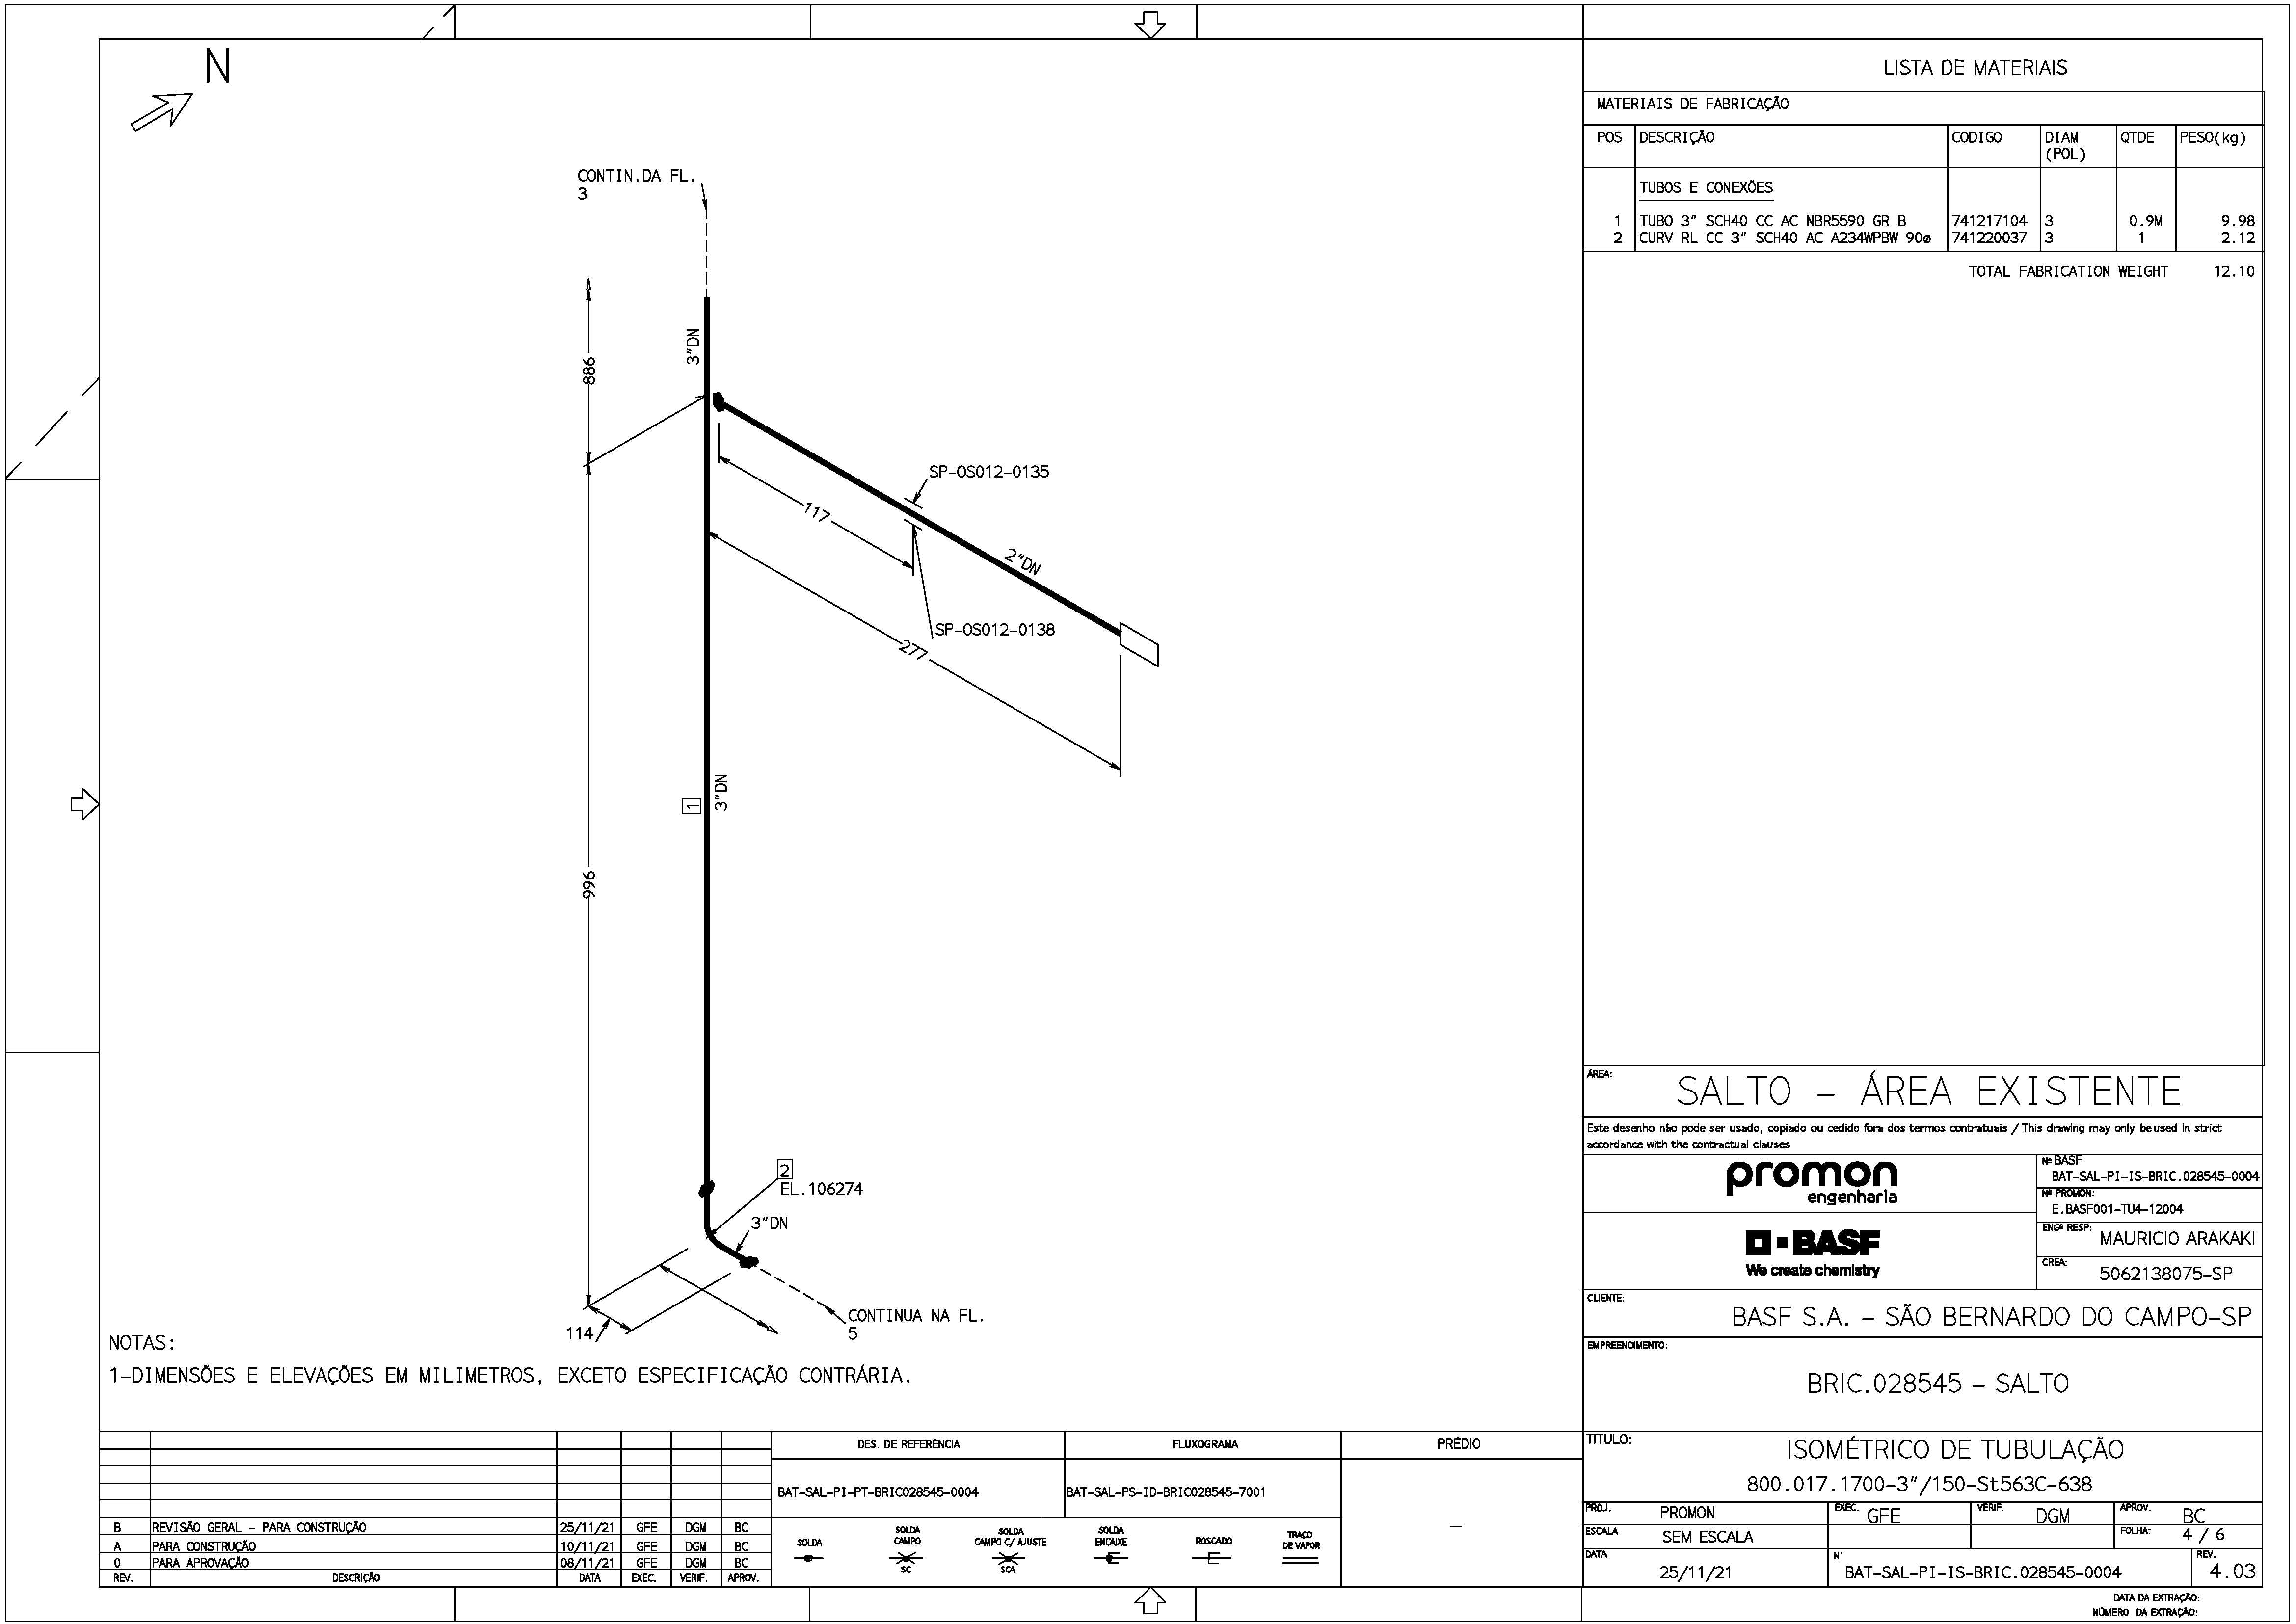 N
CONTIN.DA FL.
3
886
3"DN
SP-OS012-0135
117
2"DN
SP-OS012-0138
277
1
3"DN
996
2
EL.106274
3"DN
CONTINUA NA FL.
5
114
NOTAS:
1-DIMENSÕES E ELEVAÇÕES EM MILIMETROS, EXCETO ESPECIFICAÇÃO CONTRÁRIA.
LISTA DE MATERIAIS
MATERIAIS DE FABRICAÇÃO
POS DESCRIÇÃO CODIGO DIAM (POL) QTDE PESO(kg)
TUBOS E CONEXÕES
1 TUBO 3" SCH40 CC AC NBR5590 GR B 741217104 3 0.9M 9.98
2 CURV RL CC 3" SCH40 AC A234WPBW 90ø 741220037 3 1 2.12
TOTAL FABRICATION WEIGHT 12.10
ÁREA:
SALTO - ÁREA EXISTENTE
Este desenho não pode ser usado, copiado ou cedido fora dos termos contratuais / This drawing may only be used in strict
accordance with the contractual clauses
promon
engenharia
Nº BASF
BAT-SAL-PI-IS-BRIC.028545-0004
Nº PROMON:
E.BASF001-TU4-12004
BASF
We create chemistry
ENGº RESP:
MAURICIO ARAKAKI
CREA:
5062138075-SP
CLIENTE:
BASF S.A. - SÃO BERNARDO DO CAMPO-SP
EMPREENDIMENTO:
BRIC.028545 - SALTO
TITULO:
ISOMÉTRICO DE TUBULAÇÃO
800.017.1700-3"/150-St563C-638
PROJ. PROMON EXEC. GFE VERIF. DGM APROV. BC
ESCALA SEM ESCALA FOLHA: 4 / 6
DATA 25/11/21 N° BAT-SAL-PI-IS-BRIC.028545-0004 REV. 4.03
DATA DA EXTRAÇÃO:
NÚMERO DA EXTRAÇÃO:
B REVISÃO GERAL - PARA CONSTRUÇÃO 25/11/21 GFE DGM BC
A PARA CONSTRUÇÃO 10/11/21 GFE DGM BC
0 PARA APROVAÇÃO 08/11/21 GFE DGM BC
REV. DESCRIÇÃO DATA EXEC. VERIF. APROV.
DES. DE REFERÊNCIA FLUXOGRAMA PRÉDIO
BAT-SAL-PI-PT-BRIC028545-0004 BAT-SAL-PS-ID-BRIC028545-7001 -
SOLDA
SOLDA CAMPO
SC
SOLDA CAMPO C/ AJUSTE
SCA
SOLDA ENCAIXE
ROSCADO
TRAÇO DE VAPOR